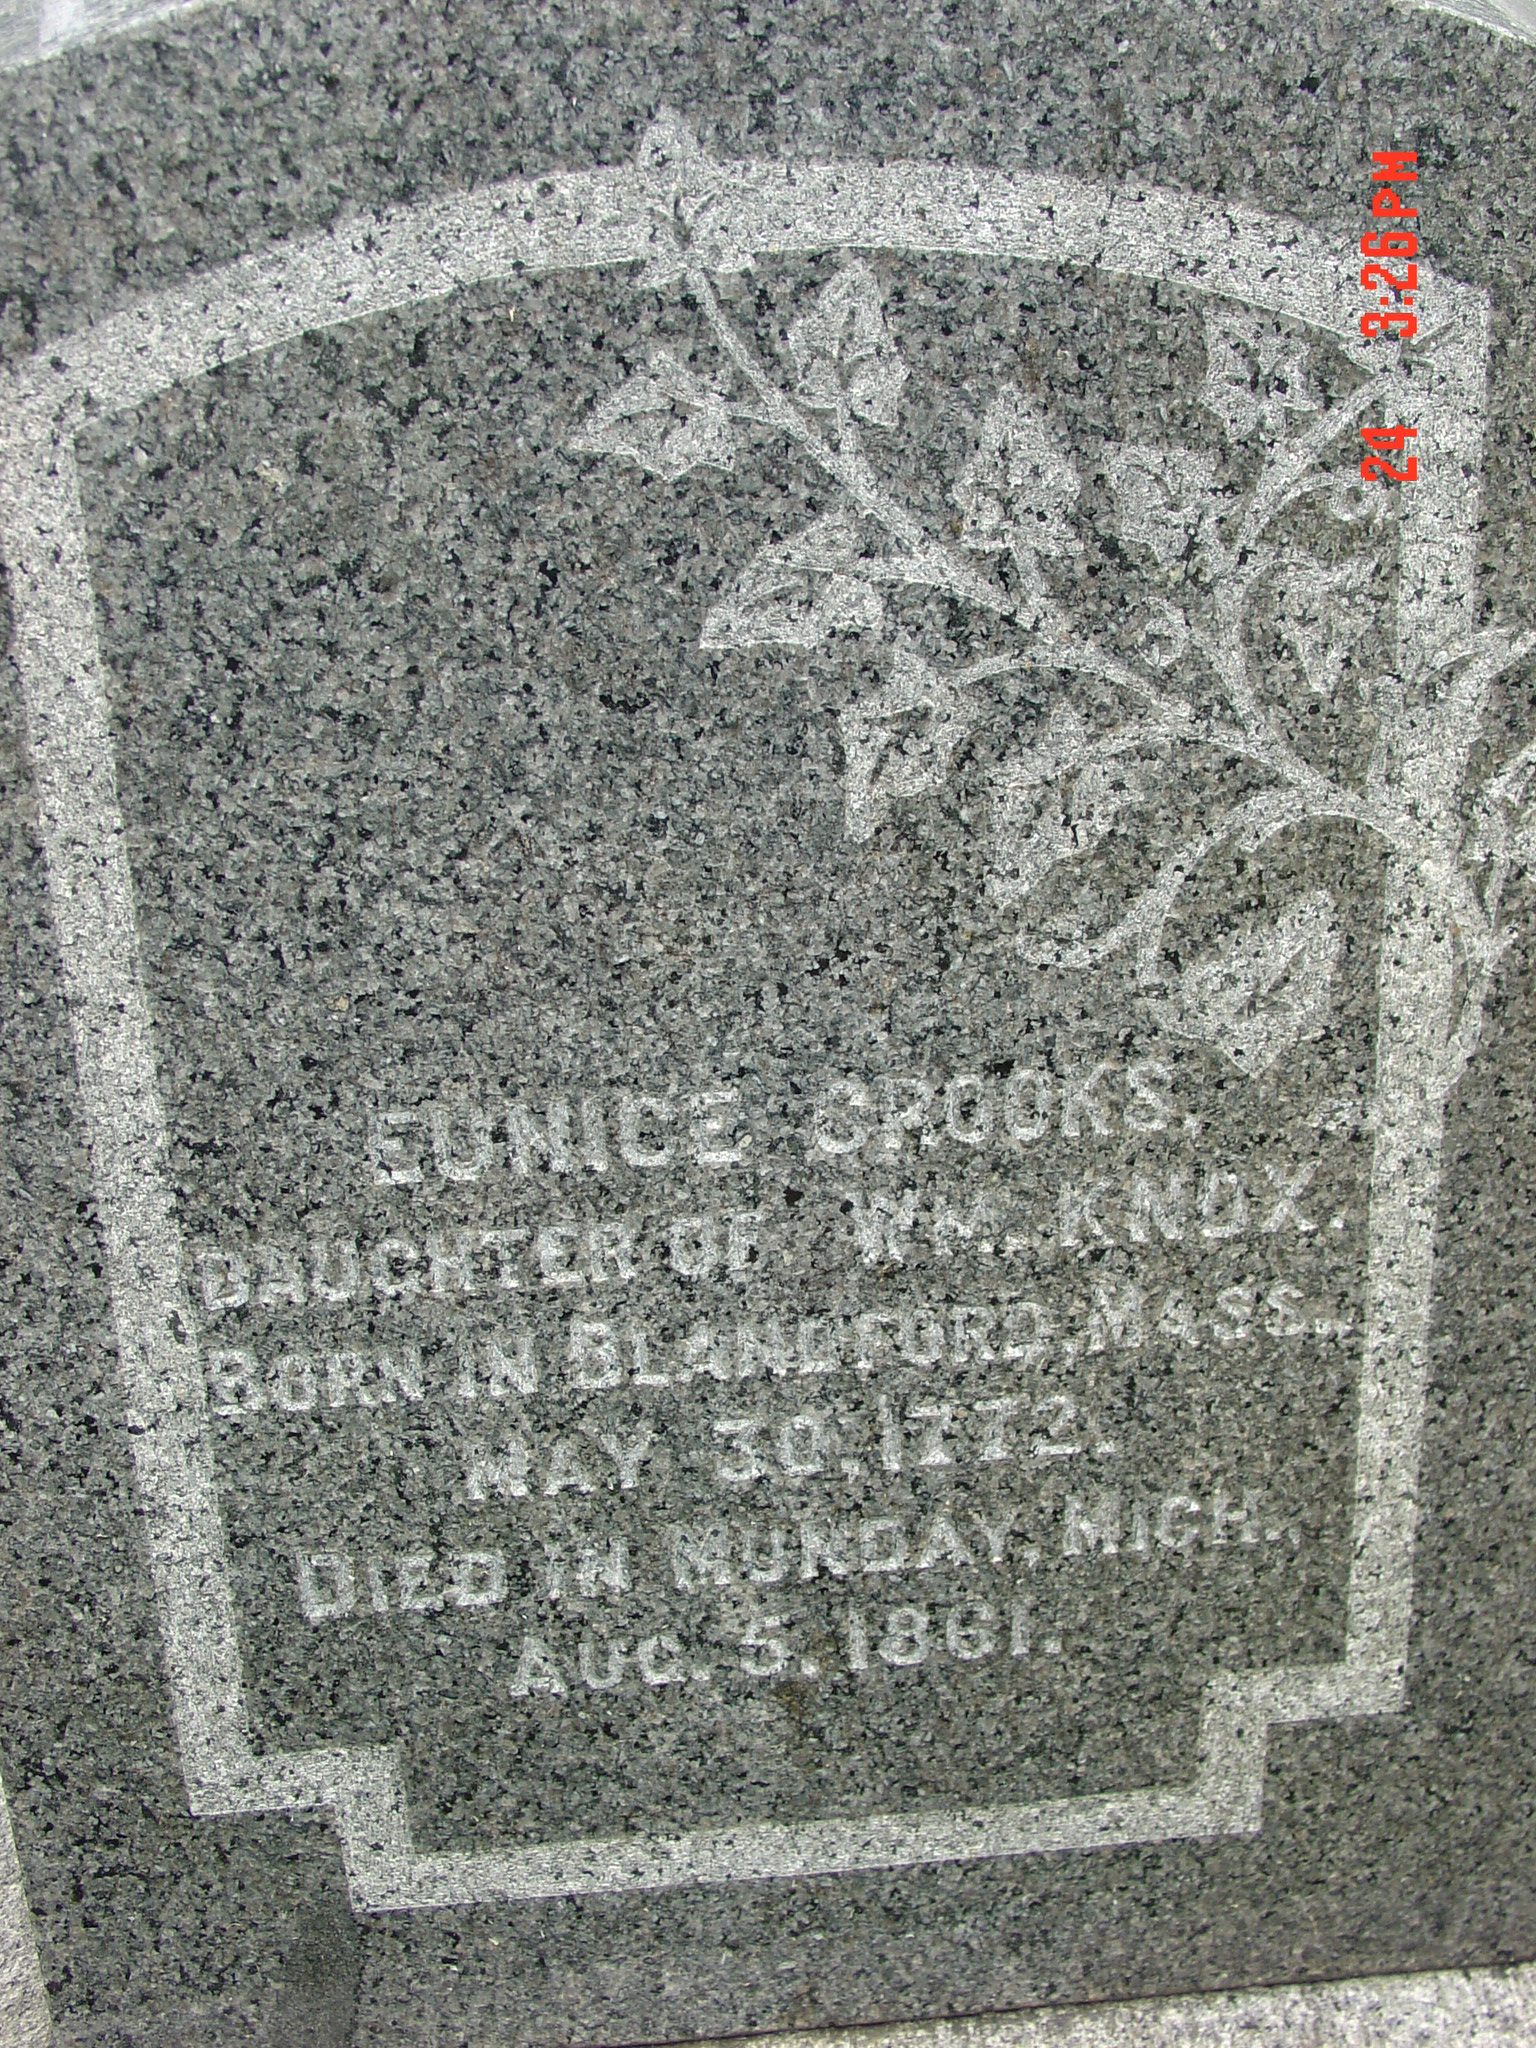 EUNICE CROOKS,
DAUGHTER OF WM. KNOX.
BORN IN BLANDFORD, MASS.,
MAY 30, 1772.
DIED IN MUNDAY, MICH.,
AUG. 5, 1861.
24 3:26 PM